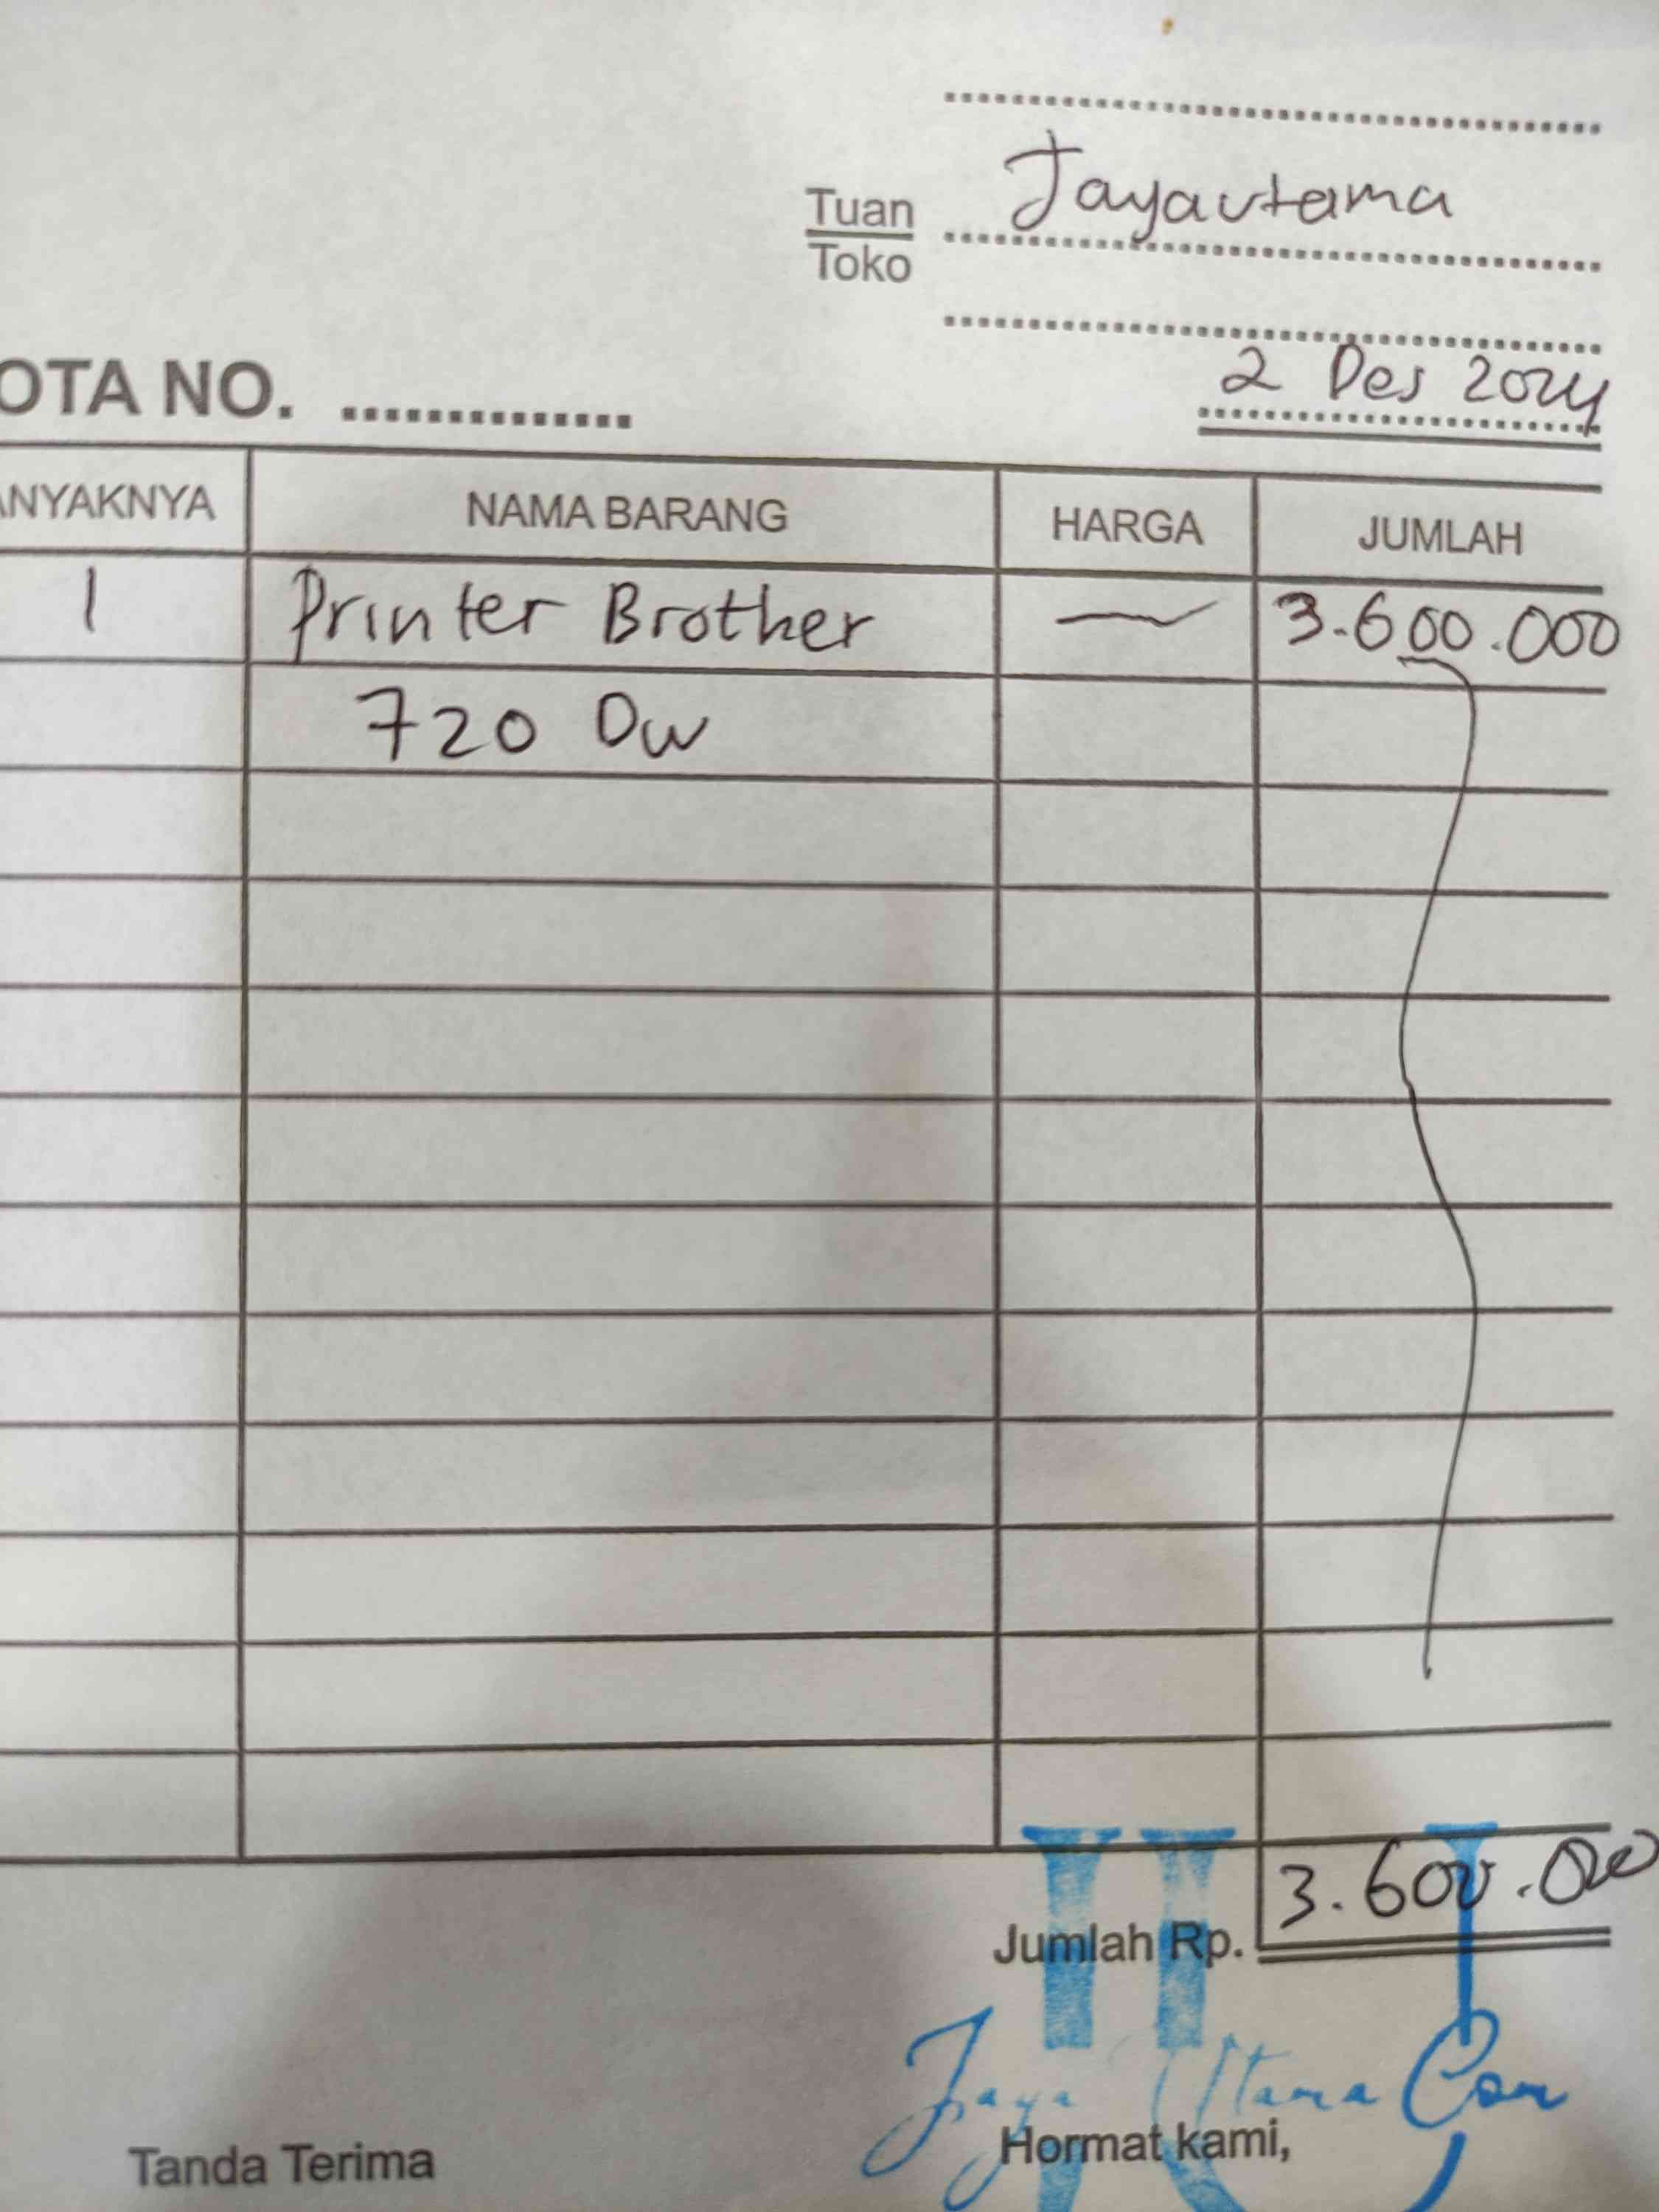 Jayautama
Tuan
Toko
2 Des 2024
OTA NO. ..............
ANYAKNYA NAMA BARANG HARGA JUMLAH
1 Printer Brother — 3.600.000
720 Dw
Jumlah Rp. 3.600.000
Jaya Utama Com
Tanda Terima Hormat kami,